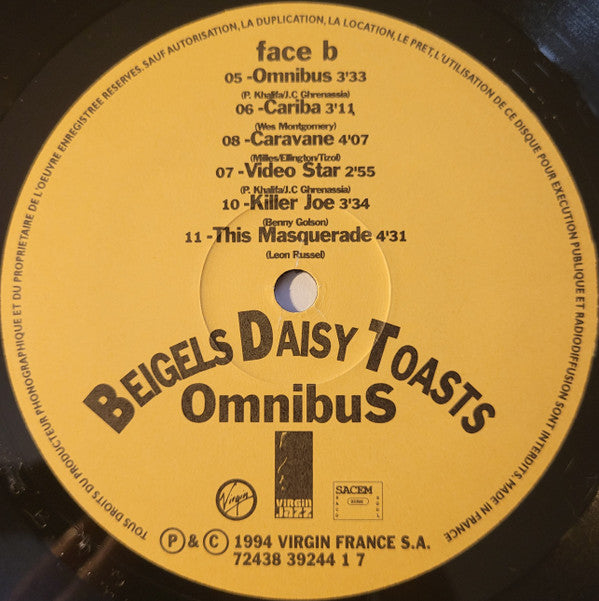 TOUS DROITS DU PRODUCTEUR PHONOGRAPHIQUE ET DU PROPRIETAIRE DE L'OEUVRE ENREGISTREE RESERVES. SAUF AUTORISATION, LA DUPLICATION, LA LOCATION, LE PRET, L'UTILISATION DE CE DISQUE POUR EXECUTION PUBLIQUE ET RADIODIFFUSION SONT INTERDITS. MADE IN FRANCE
face b
05 -Omnibus 3'33
(P. Khalifa/J.C Ghrenassia)
06 -Cariba 3'11
(Wes Montgomery)
08 -Caravane 4'07
(Milles/Ellington/Tizol)
07 -Video Star 2'55
(P. Khalifa/J.C Ghrenassia)
10 -Killer Joe 3'34
(Benny Golson)
11 -This Masquerade 4'31
(Leon Russel)
BEIGELS DAISY TOASTS
OmnibuS
Virgin
VIRGIN
JAZZ
SACEM
P & C 1994 VIRGIN FRANCE S.A.
72438 39244 1 7